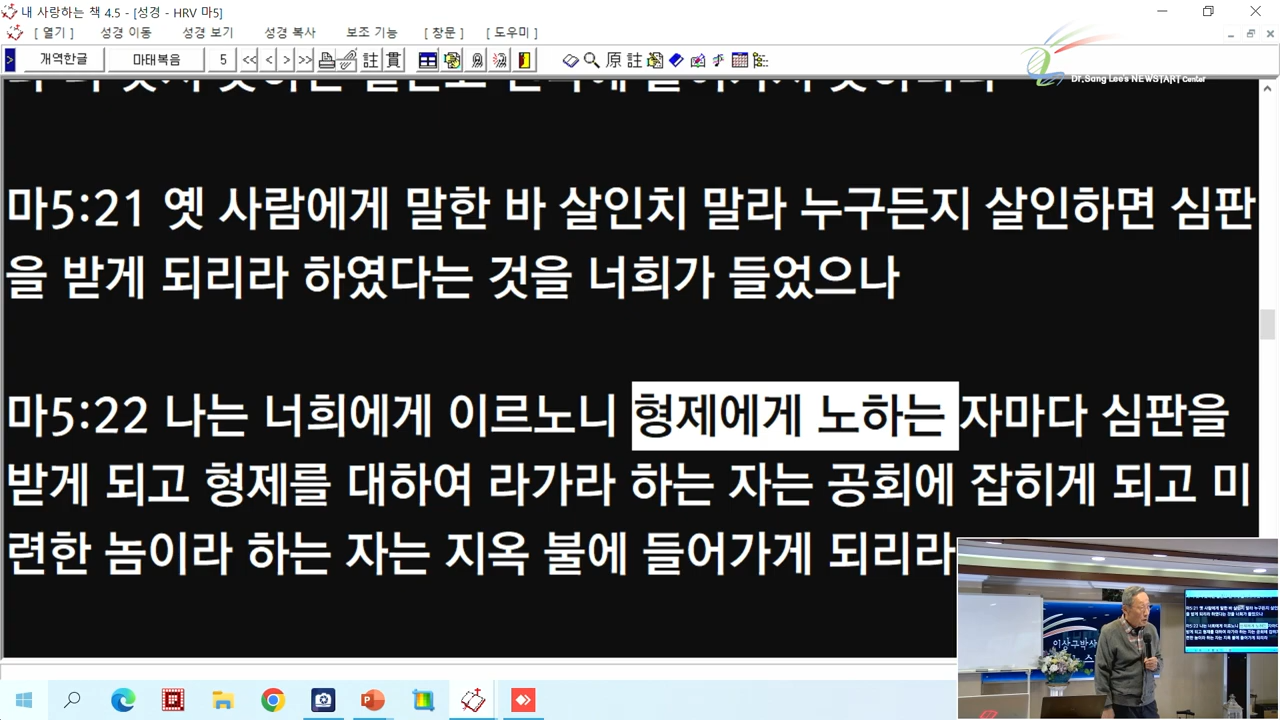 내 사랑하는 책 4.5 - [성경 - HRV 마5]
[ 열기 ] 성경 이동 성경 보기 성경 복사 보조 기능 [ 창문 ] [ 도우미 ]
> 개역한글 마태복음 5 << < > >> 註 貫 原 註
Dr.Sang Lee's NEWSTART Center
마5:21 옛 사람에게 말한 바 살인치 말라 누구든지 살인하면 심판
을 받게 되리라 하였다는 것을 너희가 들었으나
마5:22 나는 너희에게 이르노니 형제에게 노하는 자마다 심판을
받게 되고 형제를 대하여 라가라 하는 자는 공회에 잡히게 되고 미
련한 놈이라 하는 자는 지옥 불에 들어가게 되리라
이상구박사